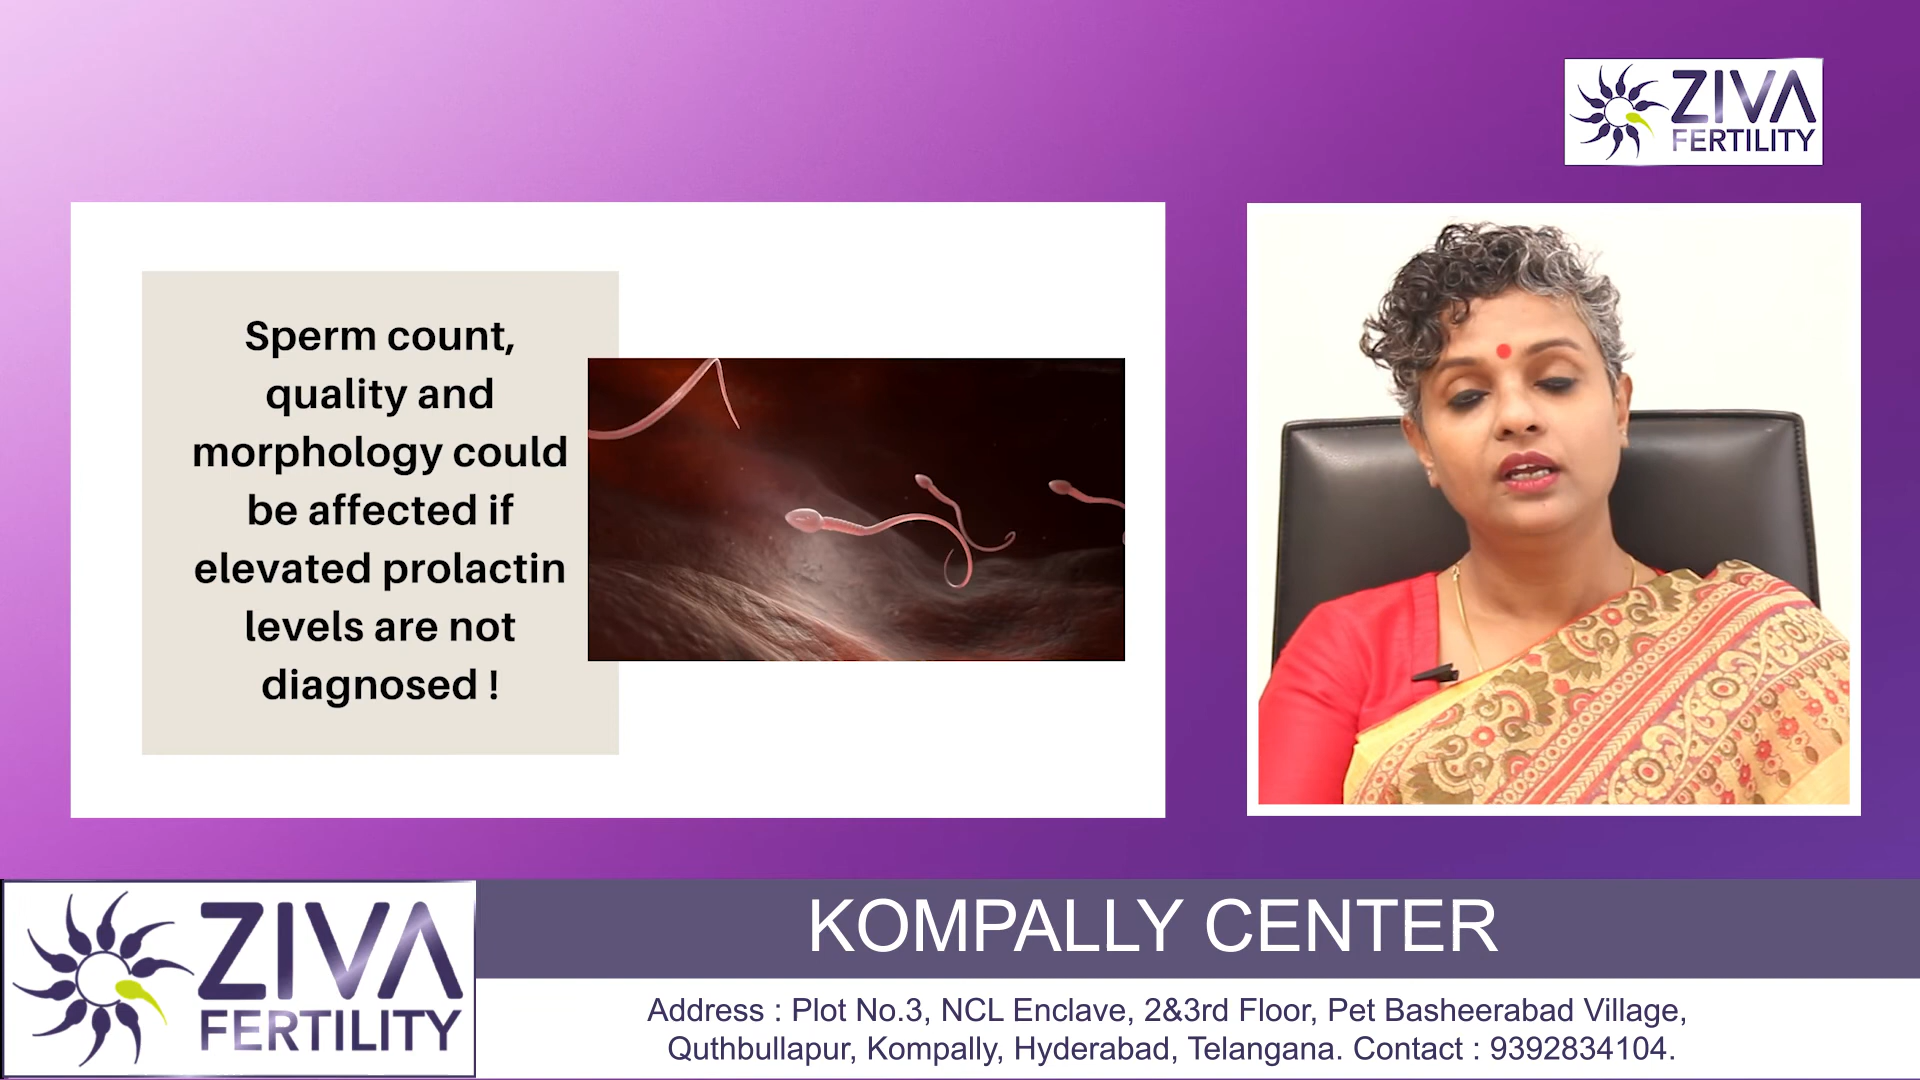 ZIVA
FERTILITY
Sperm count,
quality and
morphology could
be affected if
elevated prolactin
levels are not
diagnosed !
ZIVA
FERTILITY
KOMPALLY CENTER
Address : Plot No.3, NCL Enclave, 2&3rd Floor, Pet Basheerabad Village,
Quthbullapur, Kompally, Hyderabad, Telangana. Contact : 9392834104.